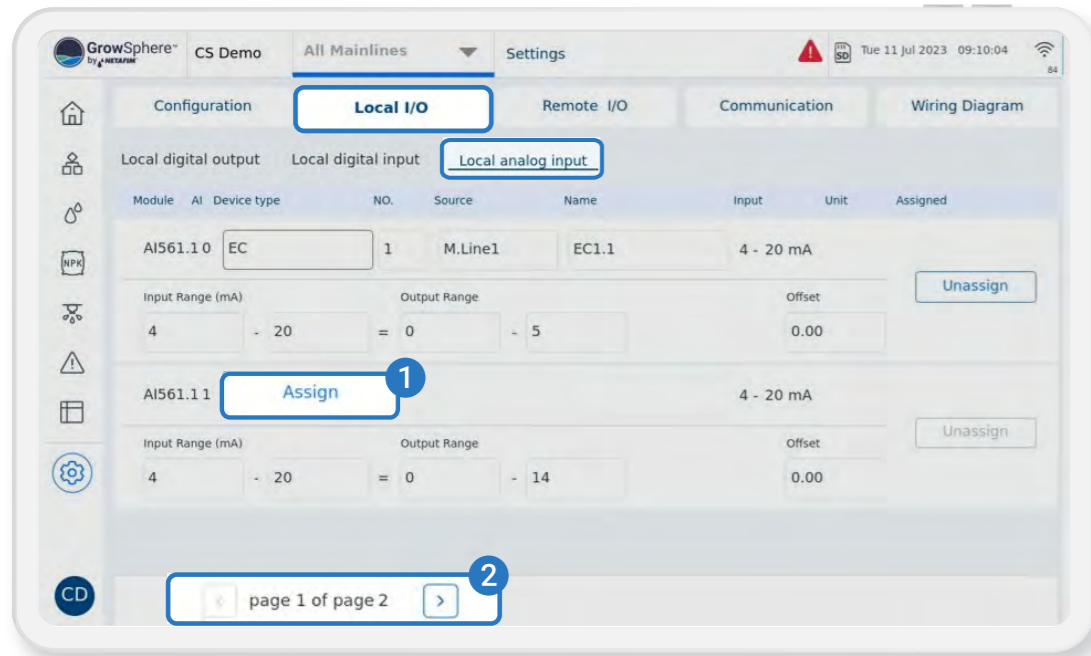 GrowSphere™ CS Demo All Mainlines Settings SD Tue 11 Jul 2023 09:10:04
by NETAFIM 84
Configuration Local I/O Remote I/O Communication Wiring Diagram
Local digital output Local digital input Local analog input
Module AI Device type NO. Source Name Input Unit Assigned
AI561.1 0 EC 1 M.Line1 EC1.1 4 - 20 mA
Unassign
Input Range (mA) Output Range Offset
4 - 20 = 0 - 5 0.00
1
AI561.1 1 Assign 4 - 20 mA
Unassign
Input Range (mA) Output Range Offset
4 - 20 = 0 - 14 0.00
NPK
2
CD
page 1 of page 2